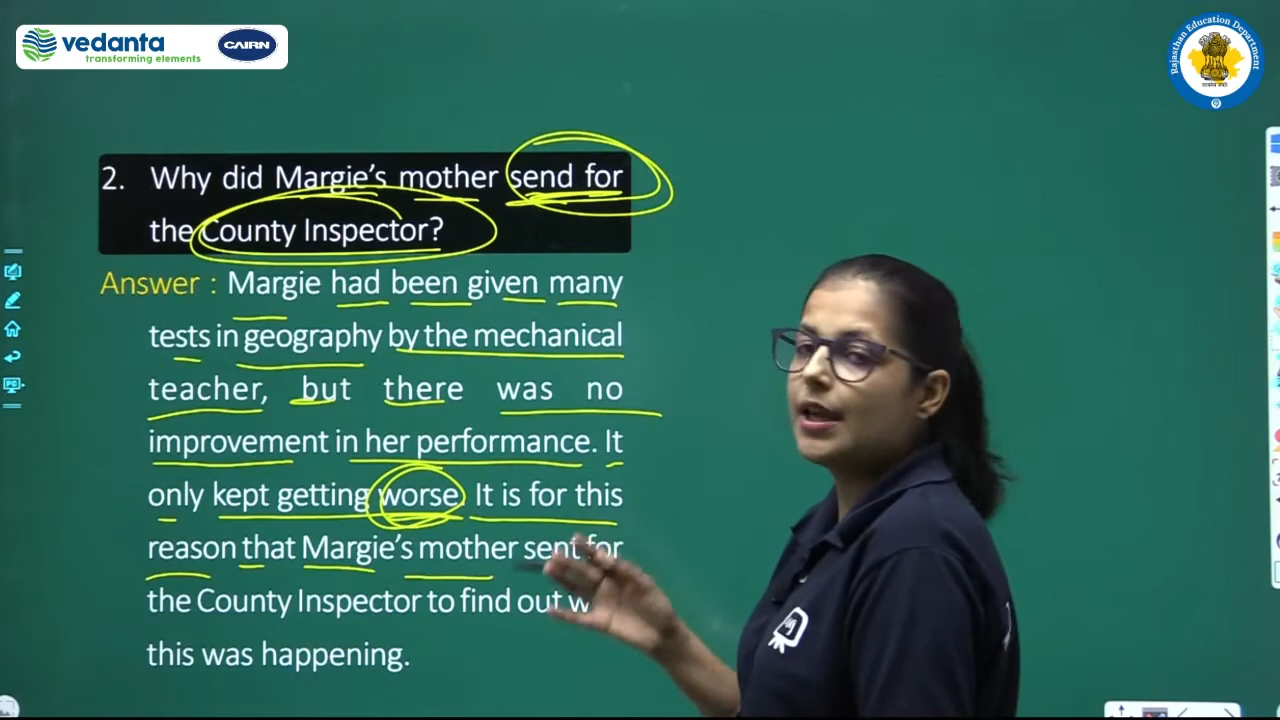 vedanta
transforming elements
CAIRN
Rajasthan Education Department
2. Why did Margie's mother send for
the County Inspector?
Answer : Margie had been given many
tests in geography by the mechanical
teacher, but there was no
improvement in her performance. It
only kept getting worse. It is for this
reason that Margie's mother sent for
the County Inspector to find out
this was happening.